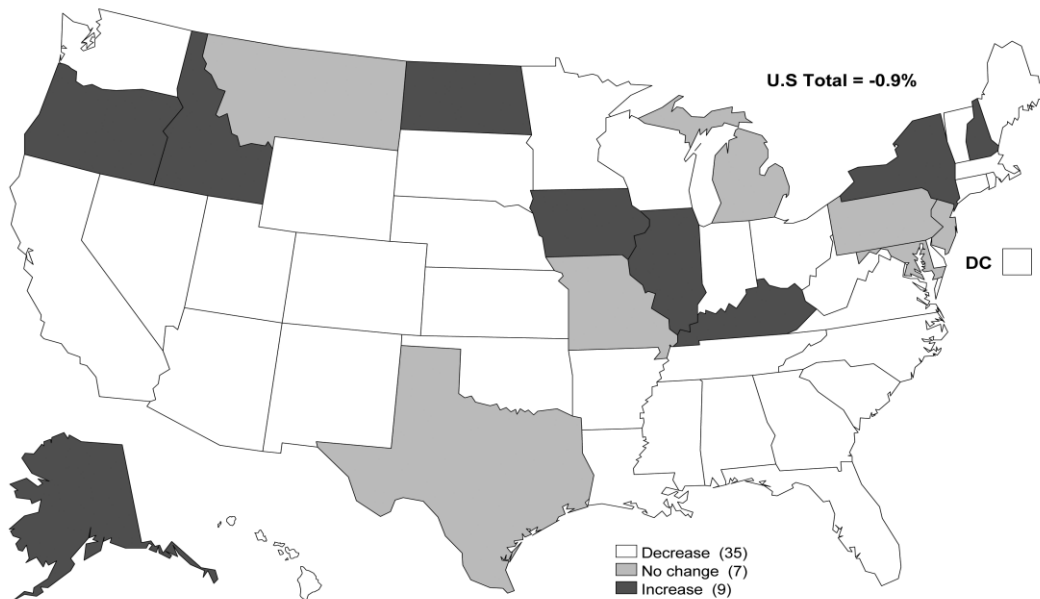 U.S Total = -0.9%
DC
Decrease (35)
No change (7)
Increase (9)